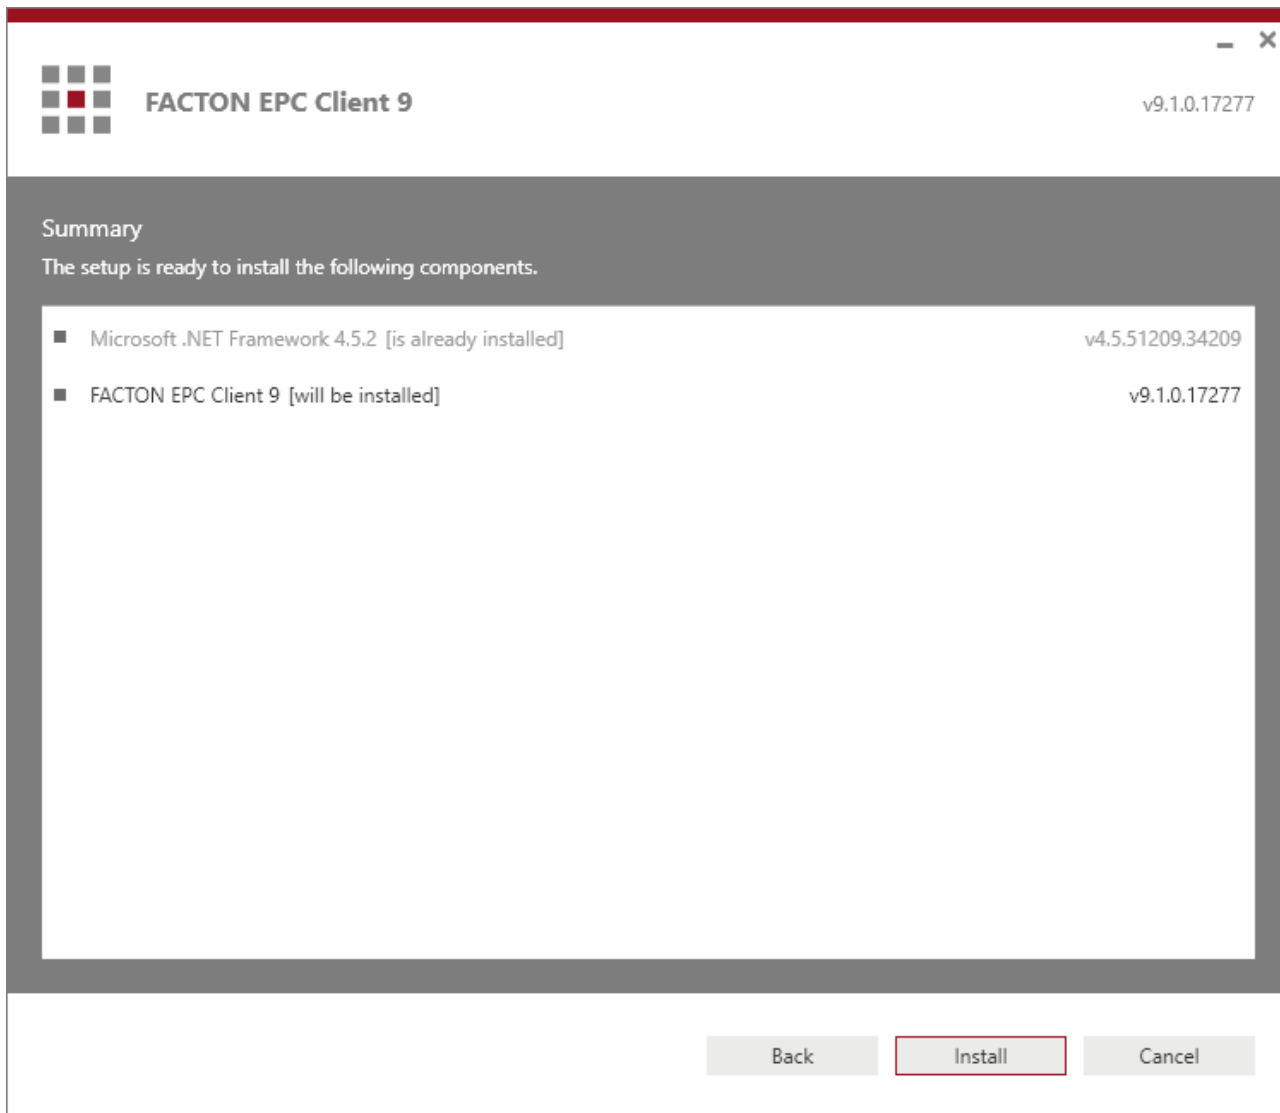 FACTON EPC Client 9
v9.1.0.17277
Summary
The setup is ready to install the following components.
Microsoft .NET Framework 4.5.2 [is already installed] v4.5.51209.34209
FACTON EPC Client 9 [will be installed] v9.1.0.17277
Back Install Cancel